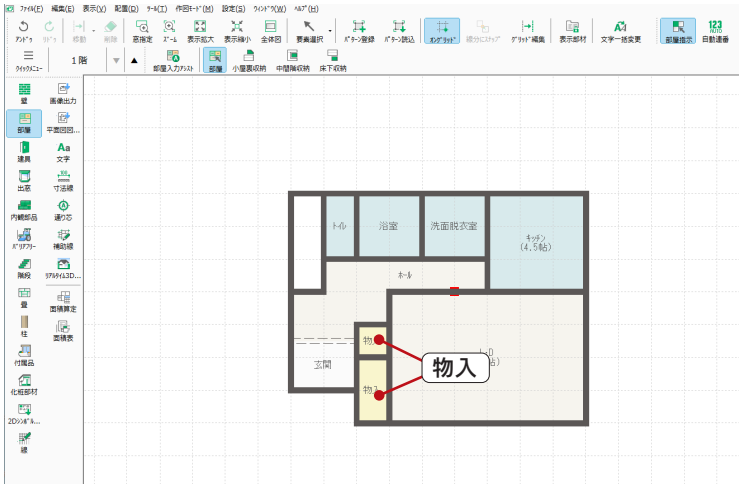 ファイル(F) 編集(E) 表示(V) 配置(D) ツール(T) 作図モード(M) 設定(S) ウィンドウ(W) ヘルプ(H)
アンドゥ リドゥ 移動 削除 窓指定 ズーム 表示拡大 表示縮小 全体図 要素選択 パターン登録 パターン読込 オングリッド 線分にスナップ グリッド編集 表示部材 文字一括変更 部屋指示 自動連番
クイックメニュー 1 階 部屋入力アシスト 部屋 小屋裏収納 中間階収納 床下収納
壁 画像出力
部屋
建具 Aa 文字
出窓 寸法線
内観部品 通り芯
バリアフリー 補助線
階段 リアルタイム3D...
畳 面積算定
柱 面積表
付属品
化粧部材
2Dシンボル...
線
トイレ 浴室 洗面脱衣室 キッチン
(4.5帖)
ホール
玄関
物入